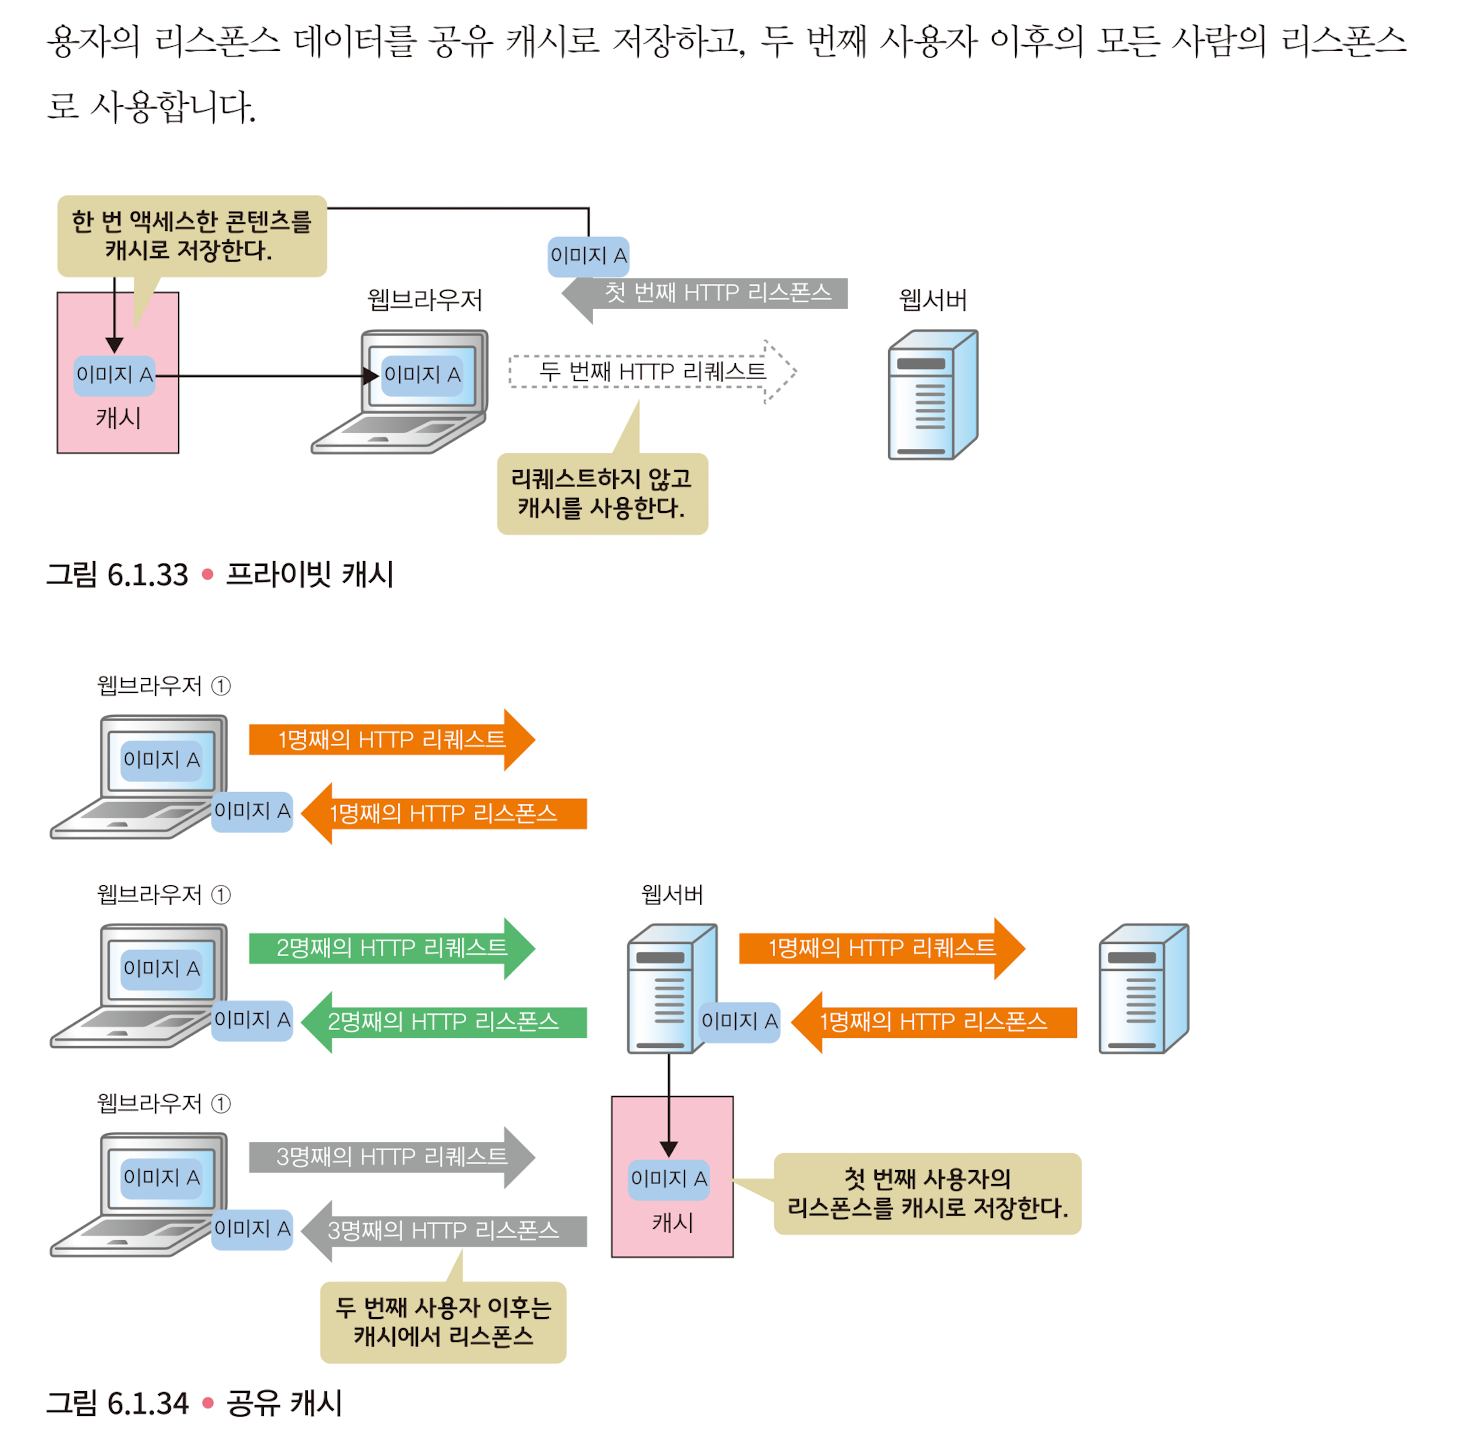 용자의 리스폰스 데이터를 공유 캐시로 저장하고, 두 번째 사용자 이후의 모든 사람의 리스폰스
로 사용합니다.
한 번 액세스한 콘텐츠를
캐시로 저장한다.
이미지 A
첫 번째 HTTP 리스폰스
웹브라우저
웹서버
이미지 A
캐시
이미지 A
두 번째 HTTP 리퀘스트
리퀘스트하지 않고
캐시를 사용한다.
그림 6.1.33 • 프라이빗 캐시
웹브라우저 ①
이미지 A
1명째의 HTTP 리퀘스트
이미지 A
1명째의 HTTP 리스폰스
웹브라우저 ①
웹서버
이미지 A
2명째의 HTTP 리퀘스트
1명째의 HTTP 리퀘스트
이미지 A
2명째의 HTTP 리스폰스
이미지 A
1명째의 HTTP 리스폰스
웹브라우저 ①
이미지 A
3명째의 HTTP 리퀘스트
이미지 A
캐시
첫 번째 사용자의
리스폰스를 캐시로 저장한다.
이미지 A
3명째의 HTTP 리스폰스
두 번째 사용자 이후는
캐시에서 리스폰스
그림 6.1.34 • 공유 캐시